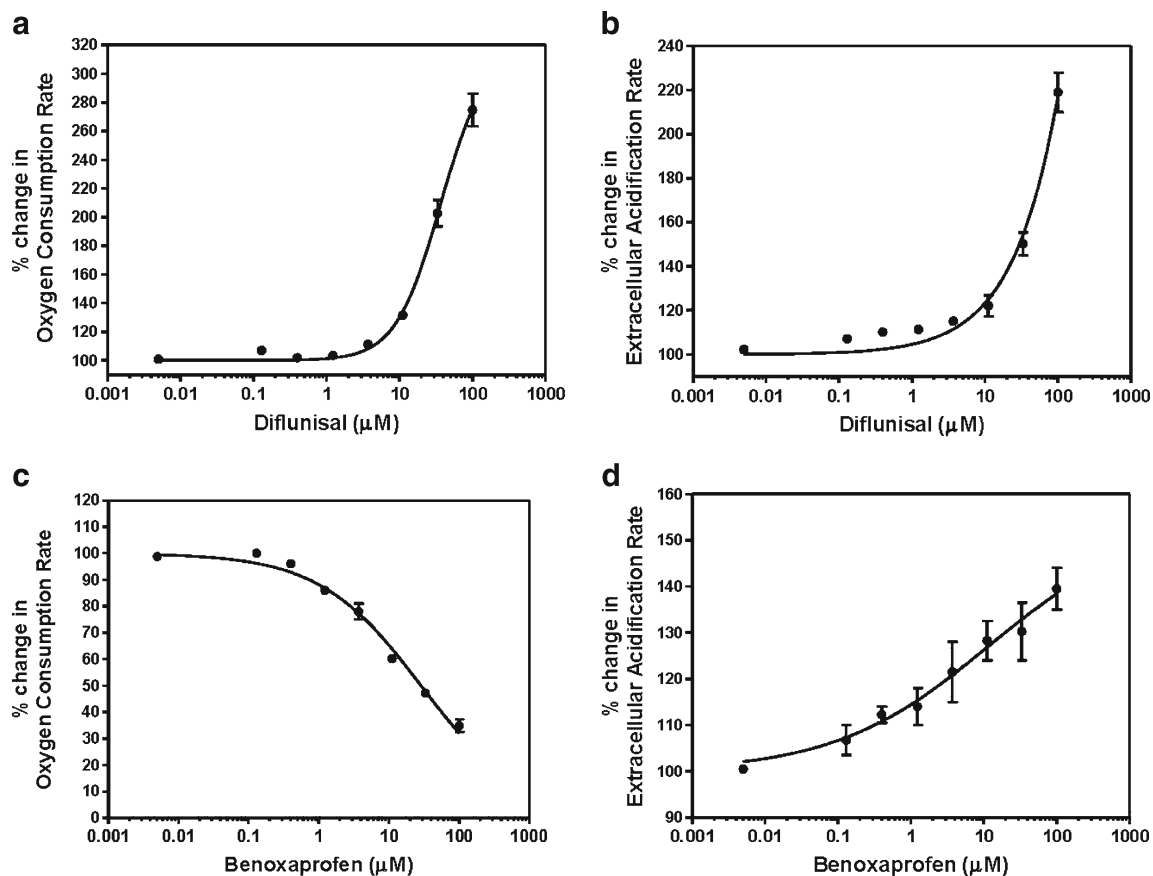 a
% change in
Oxygen Consumption Rate
320
300
280
260
240
220
200
180
160
140
120
100
80
0.001 0.01 0.1 1 10 100 1000
Diflunisal (μM)
b
% change in
Extracellular Acidification Rate
240
220
200
180
160
140
120
100
0.001 0.01 0.1 1 10 100 1000
Diflunisal (μM)
c
% change in
Oxygen Consumption Rate
120
110
100
90
80
70
60
50
40
30
20
10
0
0.001 0.01 0.1 1 10 100 1000
Benoxaprofen (μM)
d
% change in
Extracellular Acidification Rate
160
150
140
130
120
110
100
90
0.001 0.01 0.1 1 10 100 1000
Benoxaprofen (μM)